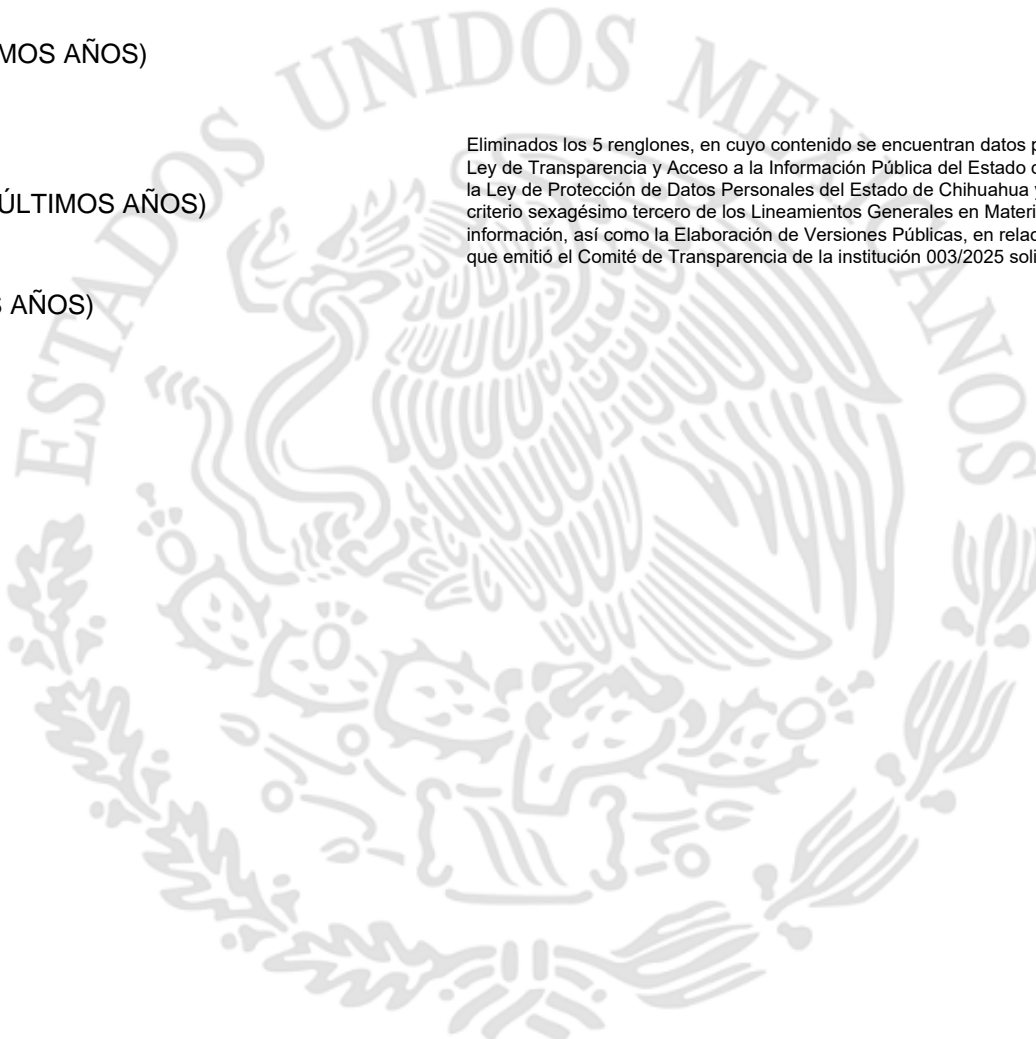 MOS AÑOS)
Eliminados los 5 renglones, en cuyo contenido se encuentran datos
Ley de Transparencia y Acceso a la Información Pública del Estado
ÚLTIMOS AÑOS)
la Ley de Protección de Datos Personales del Estado de Chihuahua
criterio sexagésimo tercero de los Lineamientos Generales en
información, así como la Elaboración de Versiones Públicas, en
que emitió el Comité de Transparencia de la institución 003/2025
AÑOS)
ESTADOS UNIDOS MEXICANOS